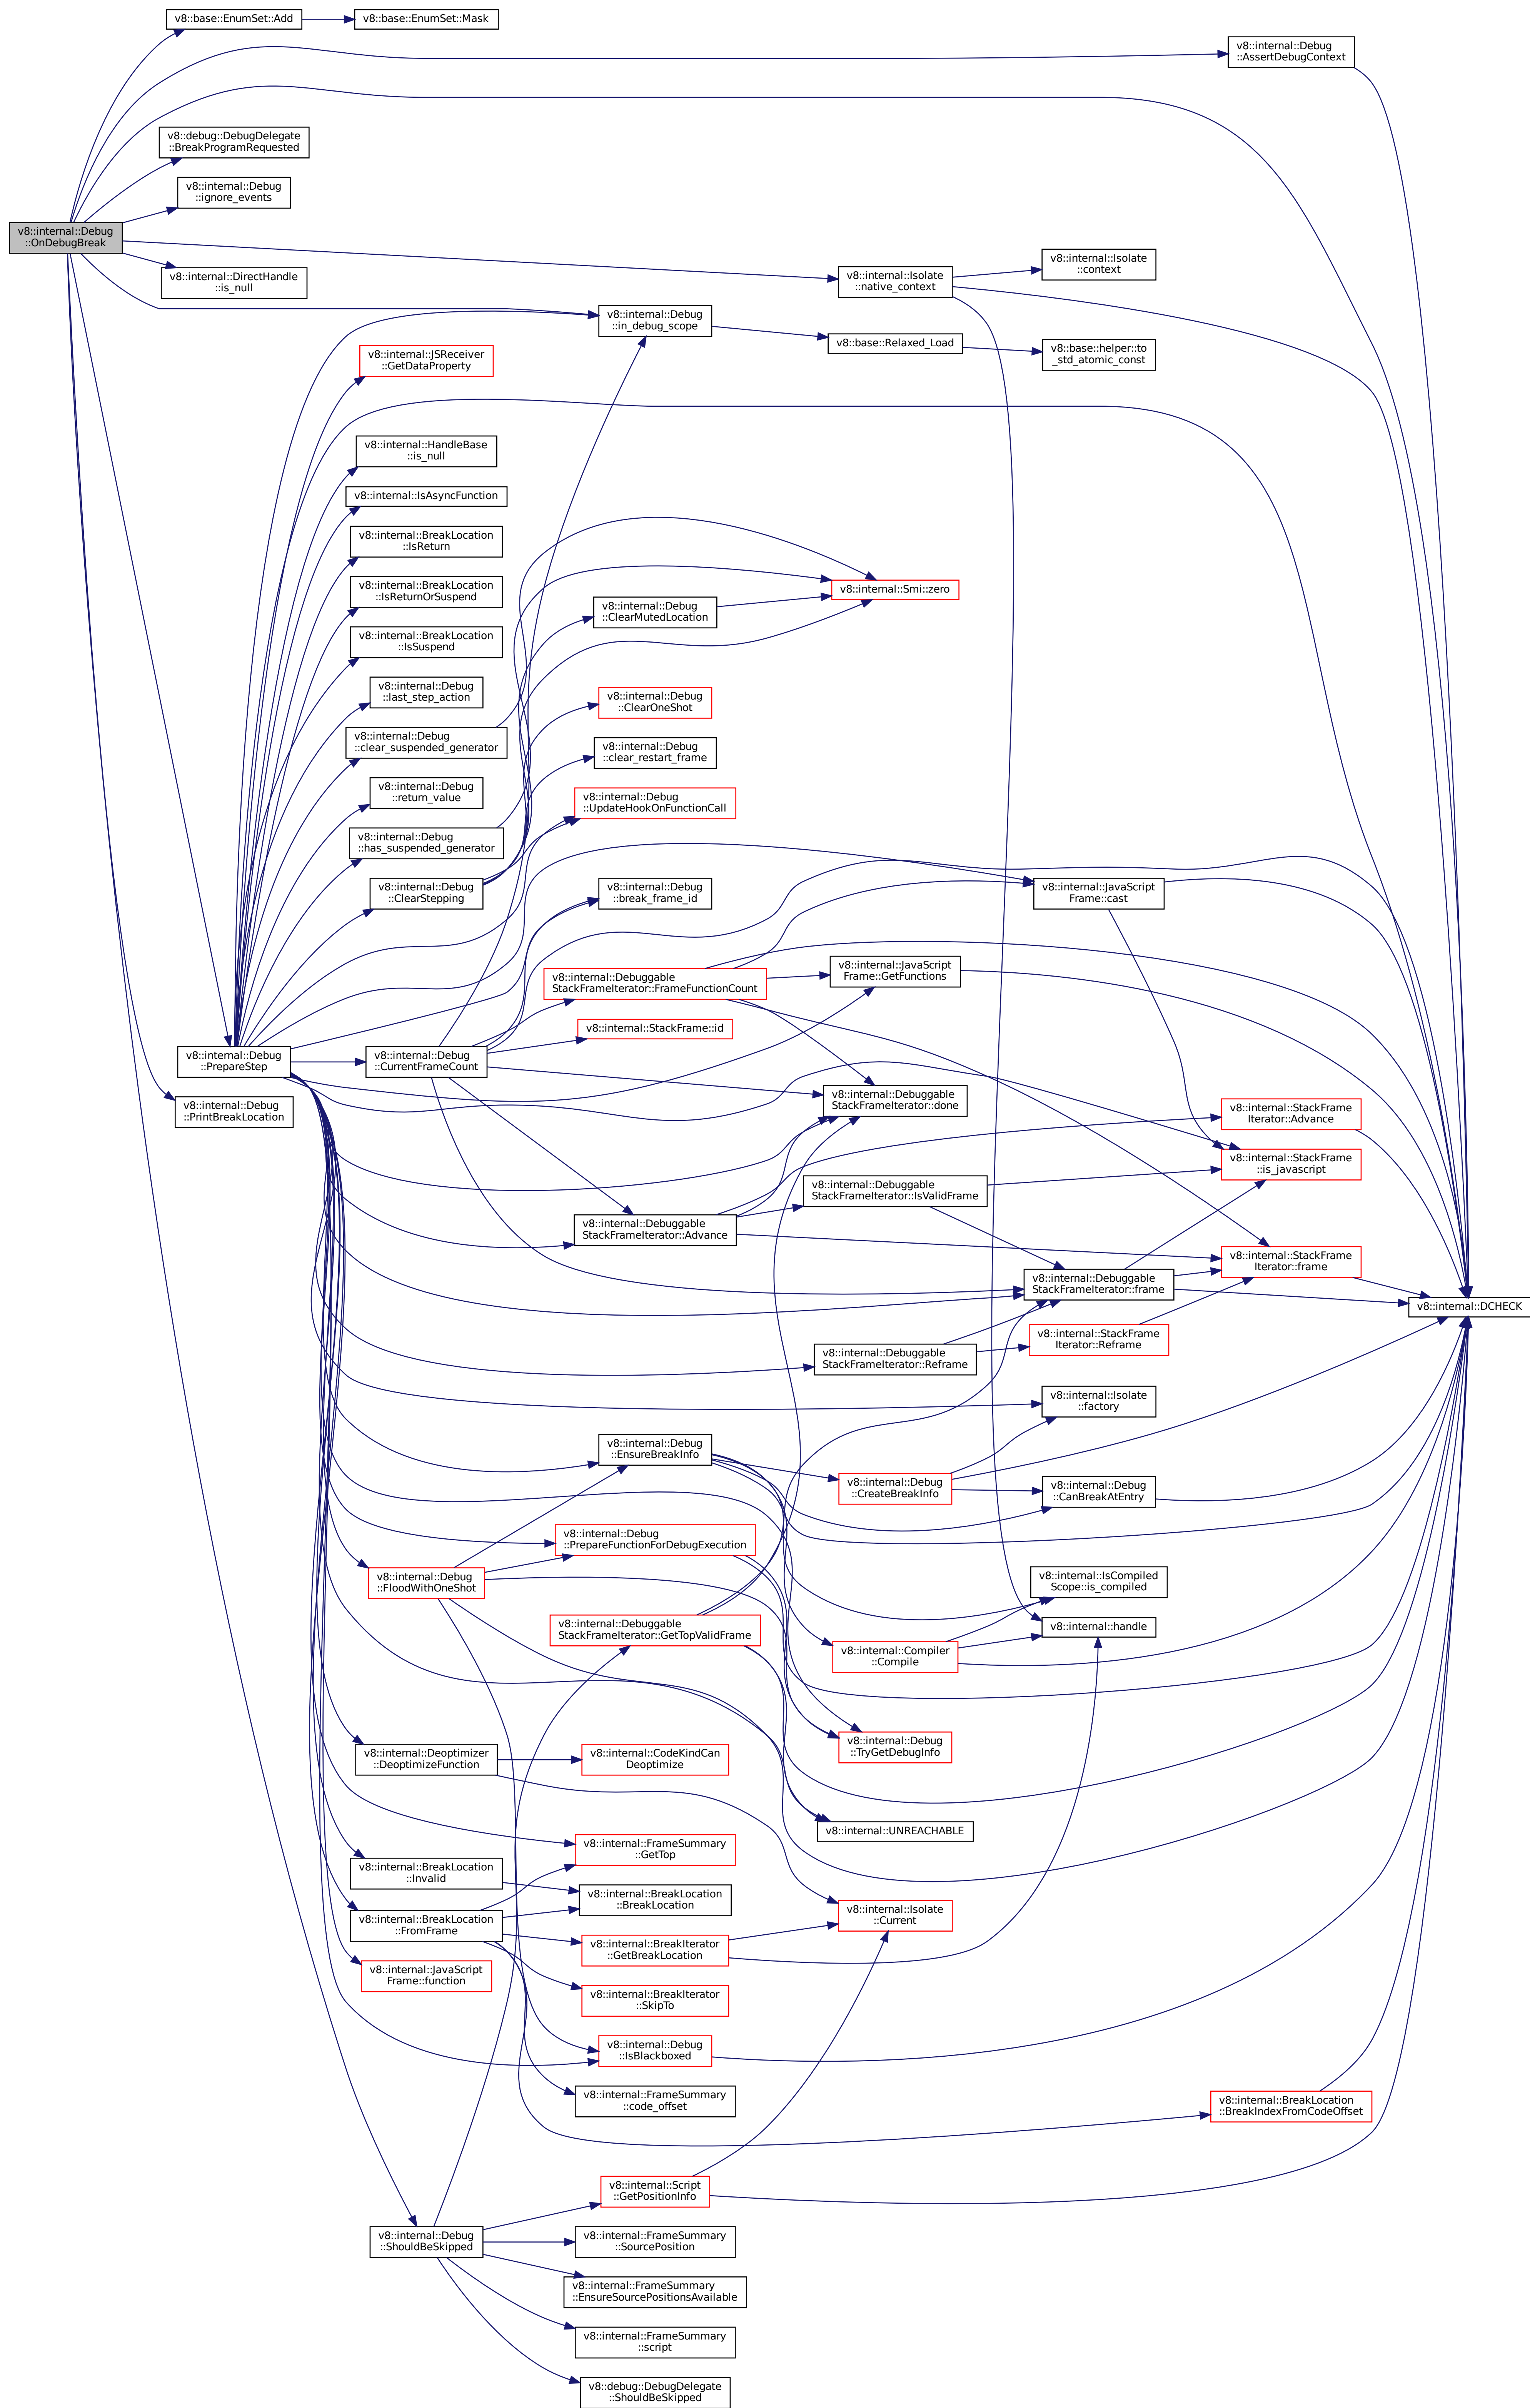 v8::base::EnumSet::Add
v8::base::EnumSet::Mask
v8::internal::Debug
::AssertDebugContext
v8::debug::DebugDelegate
::BreakProgramRequested
v8::internal::Debug
::ignore_events
v8::internal::Debug
::OnDebugBreak
v8::internal::DirectHandle
::is_null
v8::internal::Isolate
::native_context
v8::internal::Isolate
::context
v8::internal::Debug
::in_debug_scope
v8::base::Relaxed_Load
v8::base::helper::to
_std_atomic_const
v8::internal::JSReceiver
::GetDataProperty
v8::internal::HandleBase
::is_null
v8::internal::IsAsyncFunction
v8::internal::BreakLocation
::IsReturn
v8::internal::BreakLocation
::IsReturnOrSuspend
v8::internal::Smi::zero
v8::internal::Debug
::ClearMutedLocation
v8::internal::BreakLocation
::IsSuspend
v8::internal::Debug
::last_step_action
v8::internal::Debug
::ClearOneShot
v8::internal::Debug
::clear_suspended_generator
v8::internal::Debug
::clear_restart_frame
v8::internal::Debug
::return_value
v8::internal::Debug
::UpdateHookOnFunctionCall
v8::internal::Debug
::has_suspended_generator
v8::internal::Debug
::ClearStepping
v8::internal::Debug
::break_frame_id
v8::internal::JavaScript
Frame::cast
v8::internal::Debuggable
StackFrameIterator::FrameFunctionCount
v8::internal::JavaScript
Frame::GetFunctions
v8::internal::StackFrame::id
v8::internal::Debug
::PrepareStep
v8::internal::Debug
::CurrentFrameCount
v8::internal::Debug
::PrintBreakLocation
v8::internal::Debuggable
StackFrameIterator::done
v8::internal::StackFrame
Iterator::Advance
v8::internal::StackFrame
::is_javascript
v8::internal::Debuggable
StackFrameIterator::IsValidFrame
v8::internal::Debuggable
StackFrameIterator::Advance
v8::internal::StackFrame
Iterator::frame
v8::internal::Debuggable
StackFrameIterator::frame
v8::internal::DCHECK
v8::internal::StackFrame
Iterator::Reframe
v8::internal::Debuggable
StackFrameIterator::Reframe
v8::internal::Isolate
::factory
v8::internal::Debug
::EnsureBreakInfo
v8::internal::Debug
::CreateBreakInfo
v8::internal::Debug
::CanBreakAtEntry
v8::internal::Debug
::PrepareFunctionForDebugExecution
v8::internal::Debug
::FloodWithOneShot
v8::internal::IsCompiled
Scope::is_compiled
v8::internal::handle
v8::internal::Debuggable
StackFrameIterator::GetTopValidFrame
v8::internal::Compiler
::Compile
v8::internal::Debug
::TryGetDebugInfo
v8::internal::Deoptimizer
::DeoptimizeFunction
v8::internal::CodeKindCan
Deoptimize
v8::internal::UNREACHABLE
v8::internal::FrameSummary
::GetTop
v8::internal::BreakLocation
::Invalid
v8::internal::BreakLocation
::BreakLocation
v8::internal::BreakLocation
::FromFrame
v8::internal::Isolate
::Current
v8::internal::BreakIterator
::GetBreakLocation
v8::internal::JavaScript
Frame::function
v8::internal::BreakIterator
::SkipTo
v8::internal::Debug
::IsBlackboxed
v8::internal::FrameSummary
::code_offset
v8::internal::BreakLocation
::BreakIndexFromCodeOffset
v8::internal::Script
::GetPositionInfo
v8::internal::Debug
::ShouldBeSkipped
v8::internal::FrameSummary
::SourcePosition
v8::internal::FrameSummary
::EnsureSourcePositionsAvailable
v8::internal::FrameSummary
::script
v8::debug::DebugDelegate
::ShouldBeSkipped